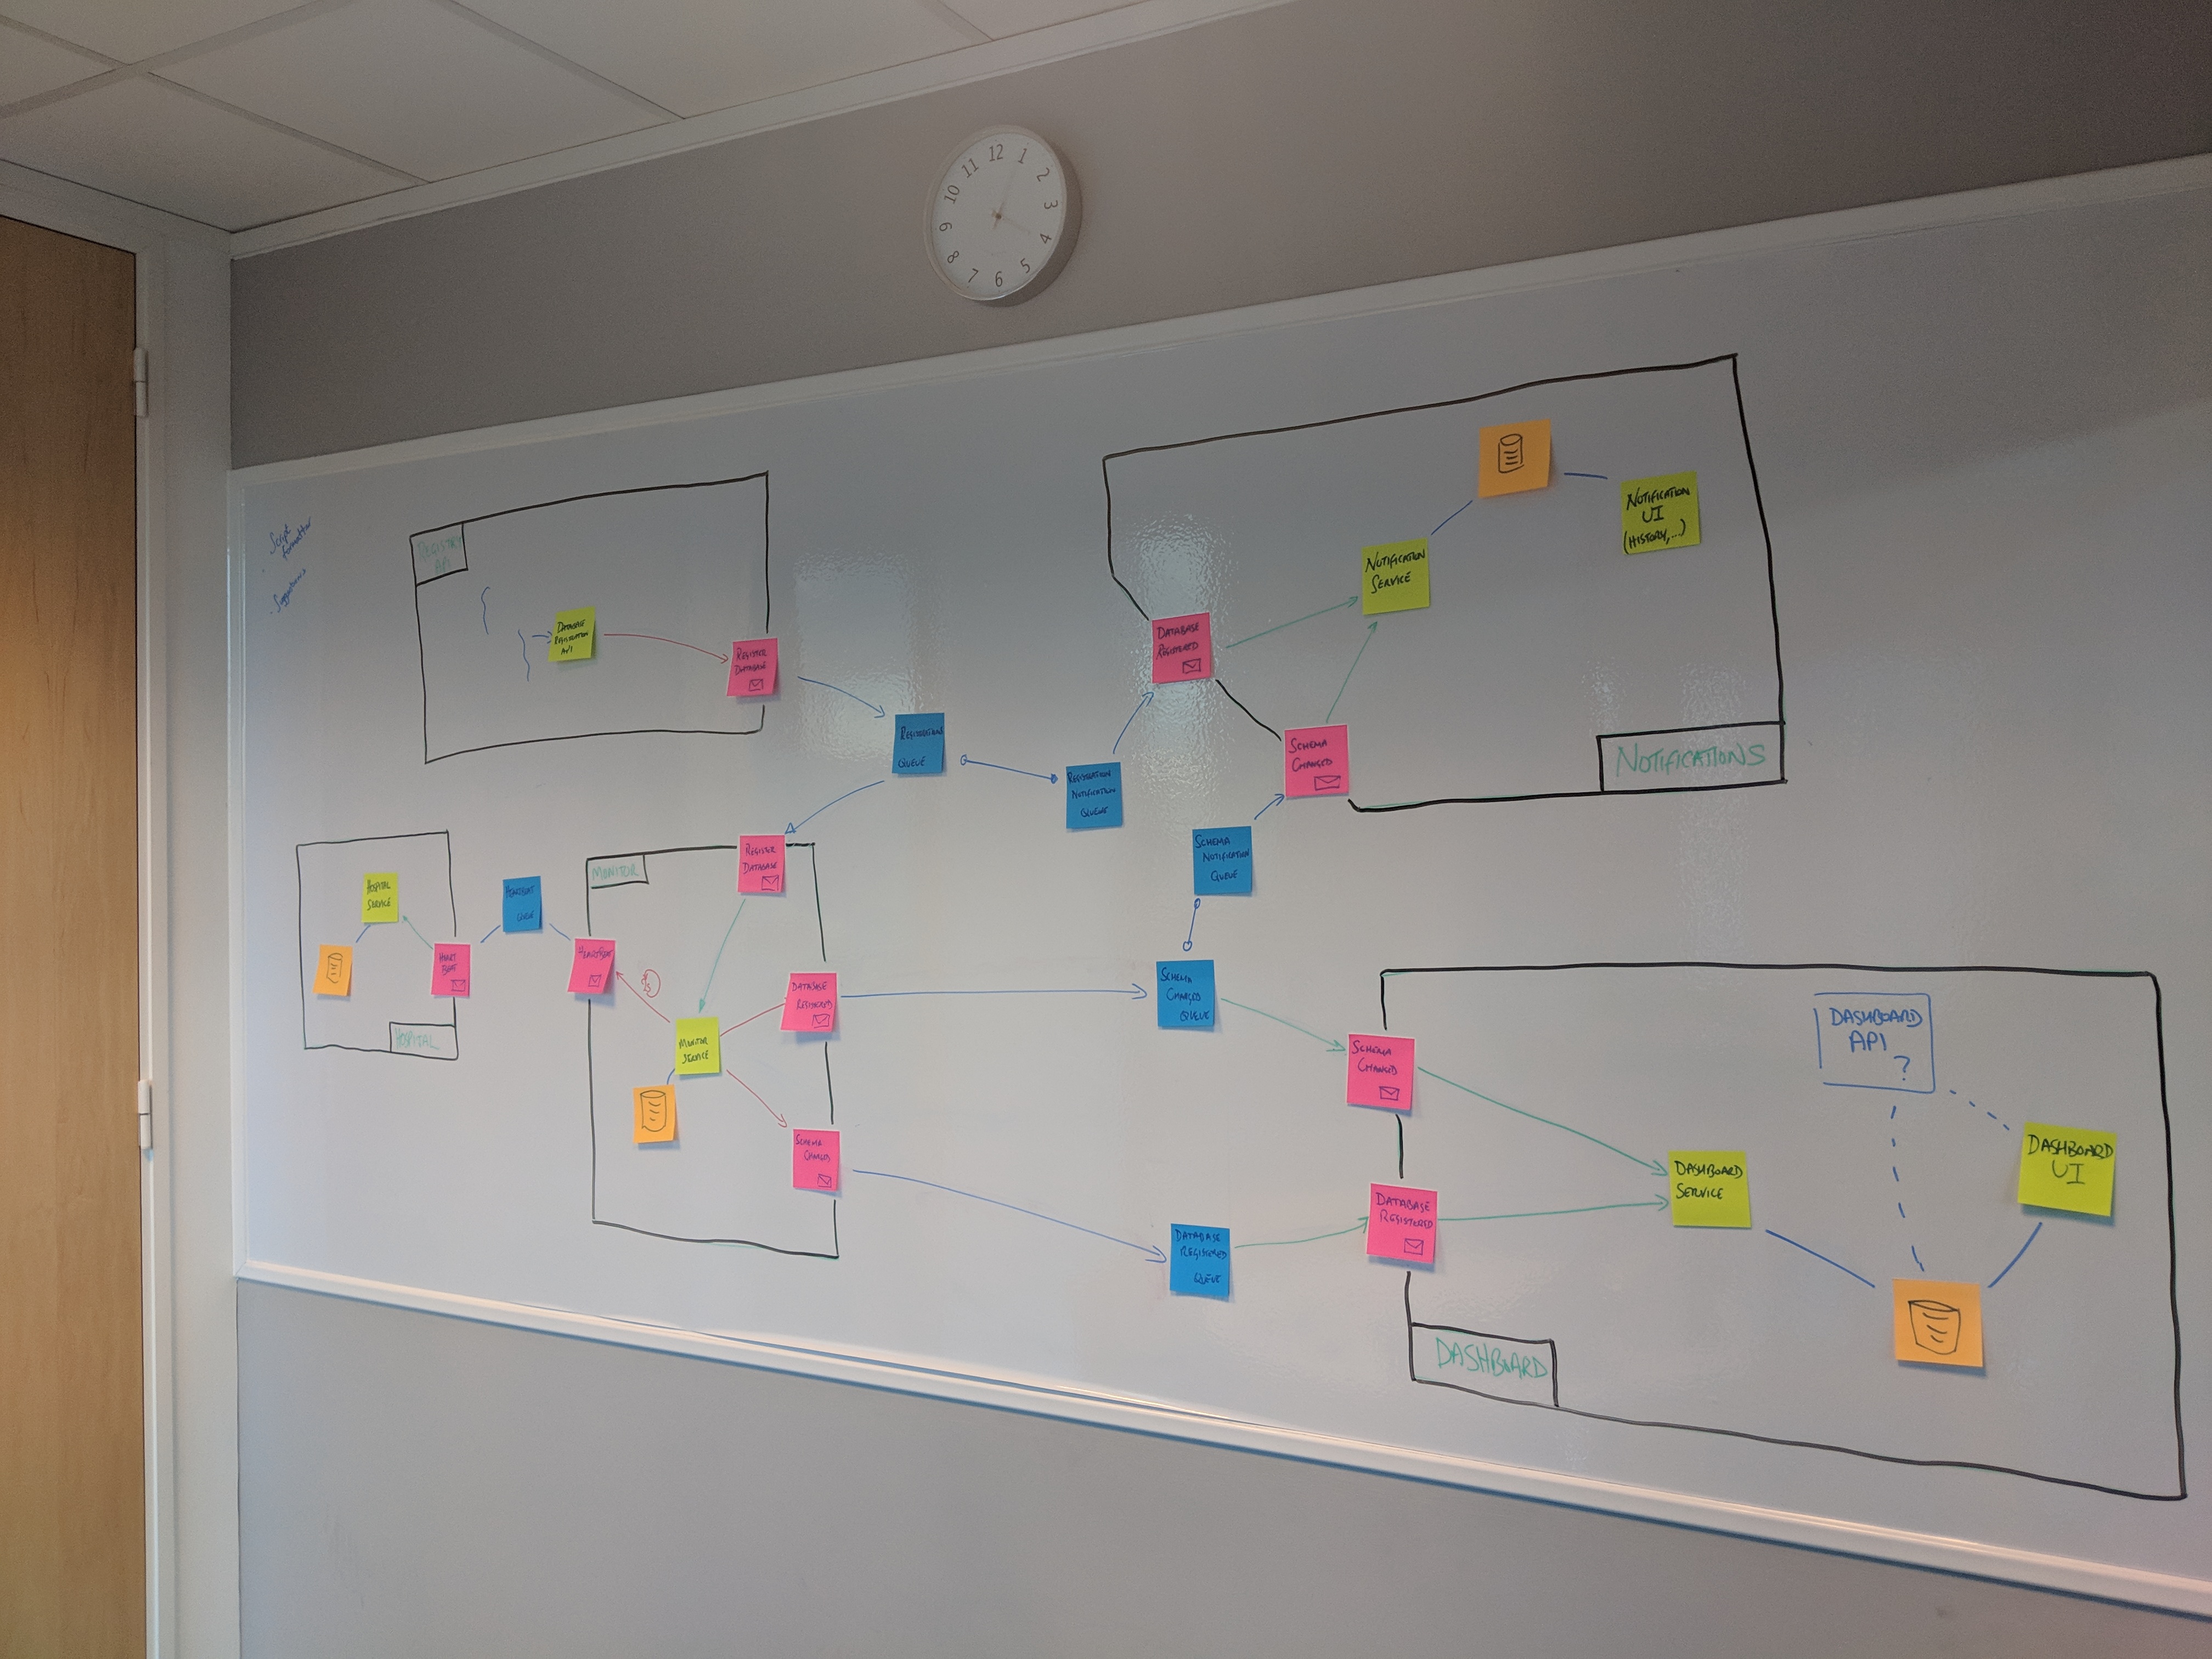 12
1
2
3
4
5
6
7
8
9
10
11
Script
formatter
REGISTRY
API
DATABASE
REGISTRATION
API
REGISTER
DATABASE
REGISTRATIONS
QUEUE
REGISTRATION
NOTIFICATION
QUEUE
DATABASE
REGISTERED
SCHEMA
CHANGED
NOTIFICATION
SERVICE
NOTIFICATION
UI
(HISTORY,...)
NOTIFICATIONS
SCHEMA
NOTIFICATION
QUEUE
HOSPITAL
SERVICE
HEART
BEAT
HOSPITAL
HEARTBEAT
QUEUE
MONITOR
REGISTER
DATABASE
HEARTBEAT
MONITOR
SERVICE
DATABASE
REGISTERED
SCHEMA
CHANGED
SCHEMA
CHANGED
QUEUE
DATABASE
REGISTERED
QUEUE
SCHEMA
CHANGED
DATABASE
REGISTERED
DASHBOARD
SERVICE
DASHBOARD
API
?
DASHBOARD
UI
DASHBOARD